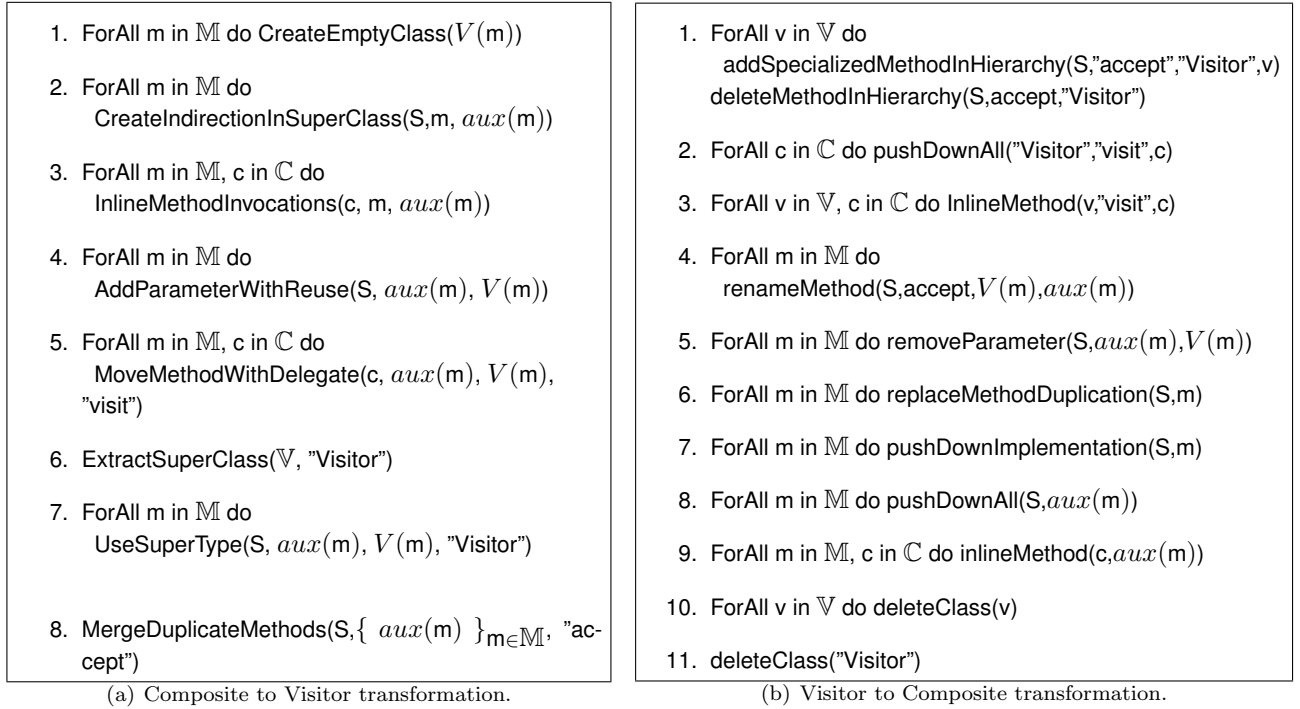 1. ForAll m in 𝕄 do CreateEmptyClass(V(m))
2. ForAll m in 𝕄 do
CreateIndirectionInSuperClass(S,m, aux(m))
3. ForAll m in 𝕄, c in ℂ do
InlineMethodInvocations(c, m, aux(m))
4. ForAll m in 𝕄 do
AddParameterWithReuse(S, aux(m), V(m))
5. ForAll m in 𝕄, c in ℂ do
MoveMethodWithDelegate(c, aux(m), V(m),
”visit”)
6. ExtractSuperClass(𝕍, ”Visitor”)
7. ForAll m in 𝕄 do
UseSuperType(S, aux(m), V(m), ”Visitor”)
8. MergeDuplicateMethods(S,{ aux(m) }m∈𝕄, ”ac-
cept”)
(a) Composite to Visitor transformation.
1. ForAll v in 𝕍 do
addSpecializedMethodInHierarchy(S,”accept”,”Visitor”,v)
deleteMethodInHierarchy(S,accept,”Visitor”)
2. ForAll c in ℂ do pushDownAll(”Visitor”,”visit”,c)
3. ForAll v in 𝕍, c in ℂ do InlineMethod(v,”visit”,c)
4. ForAll m in 𝕄 do
renameMethod(S,accept,V(m),aux(m))
5. ForAll m in 𝕄 do removeParameter(S,aux(m),V(m))
6. ForAll m in 𝕄 do replaceMethodDuplication(S,m)
7. ForAll m in 𝕄 do pushDownImplementation(S,m)
8. ForAll m in 𝕄 do pushDownAll(S,aux(m))
9. ForAll m in 𝕄, c in ℂ do inlineMethod(c,aux(m))
10. ForAll v in 𝕍 do deleteClass(v)
11. deleteClass(”Visitor”)
(b) Visitor to Composite transformation.